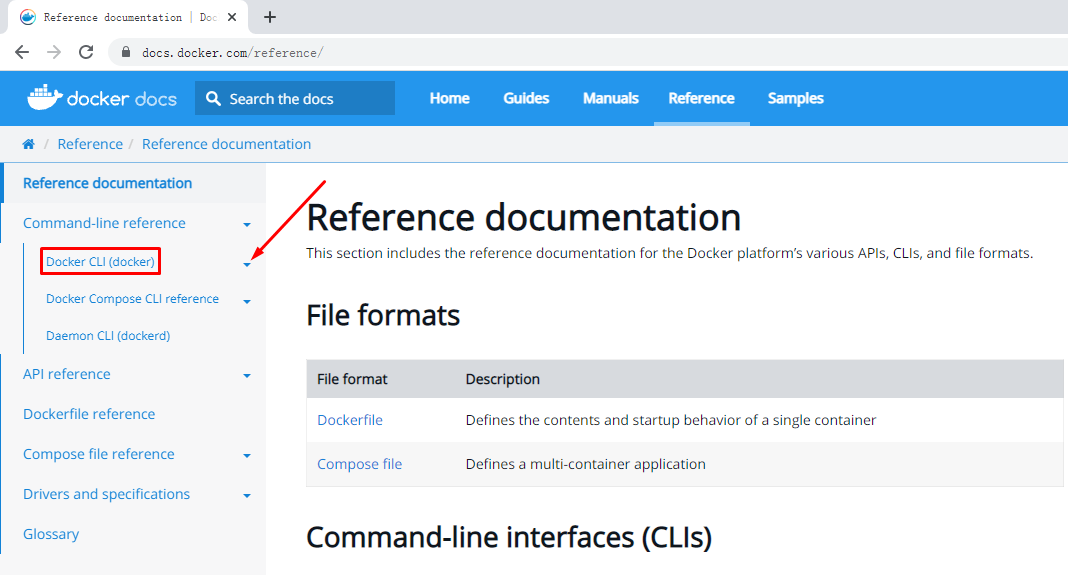 Reference documentation | Doc
docs.docker.com/reference/
docker docs
Search the docs
Home
Guides
Manuals
Reference
Samples
/ Reference / Reference documentation
Reference documentation
Command-line reference
Docker CLI (docker)
Docker Compose CLI reference
Daemon CLI (dockerd)
API reference
Dockerfile reference
Compose file reference
Drivers and specifications
Glossary
Reference documentation
This section includes the reference documentation for the Docker platform’s various APIs, CLIs, and file formats.
File formats
File format Description
Dockerfile Defines the contents and startup behavior of a single container
Compose file Defines a multi-container application
Command-line interfaces (CLIs)